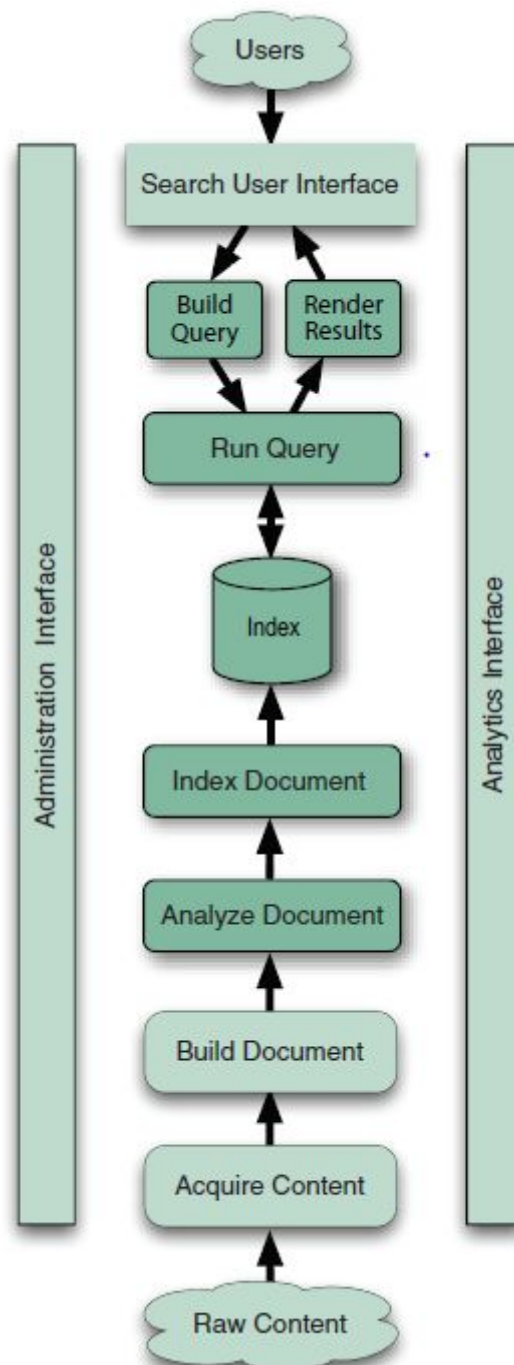 Users
Search User Interface
Build
Query
Render
Results
Run Query
Index
Index Document
Analyze Document
Build Document
Acquire Content
Raw Content
Administration Interface
Analytics Interface